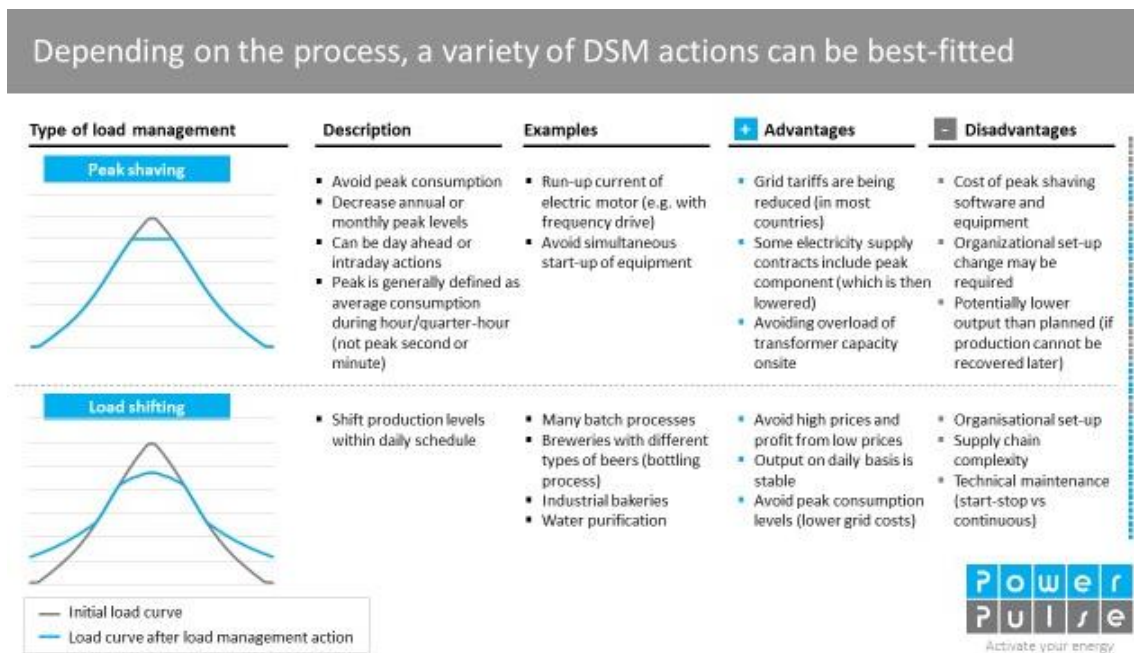 Depending on the process, a variety of DSM actions can be best-fitted
Type of load management
Description
Examples
+ Advantages
- Disadvantages
Peak shaving
▪ Avoid peak consumption
▪ Decrease annual or
monthly peak levels
▪ Can be day ahead or
intraday actions
▪ Peak is generally defined as
average consumption
during hour/quarter-hour
(not peak second or
minute)
▪ Run-up current of
electric motor (e.g. with
frequency drive)
▪ Avoid simultaneous
start-up of equipment
▪ Grid tariffs are being
reduced (in most
countries)
▪ Some electricity supply
contracts include peak
component (which is then
lowered)
▪ Avoiding overload of
transformer capacity
onsite
▪ Cost of peak shaving
software and
equipment
▪ Organizational set-up
change may be
required
▪ Potentially lower
output than planned (if
production cannot be
recovered later)
Load shifting
▪ Shift production levels
within daily schedule
▪ Many batch processes
▪ Breweries with different
types of beers (bottling
process)
▪ Industrial bakeries
▪ Water purification
▪ Avoid high prices and
profit from low prices
▪ Output on daily basis is
stable
▪ Avoid peak consumption
levels (lower grid costs)
▪ Organisational set-up
▪ Supply chain
complexity
▪ Technical maintenance
(start-stop vs
continuous)
Initial load curve
Load curve after load management action
Power
Pulse
Activate your energy